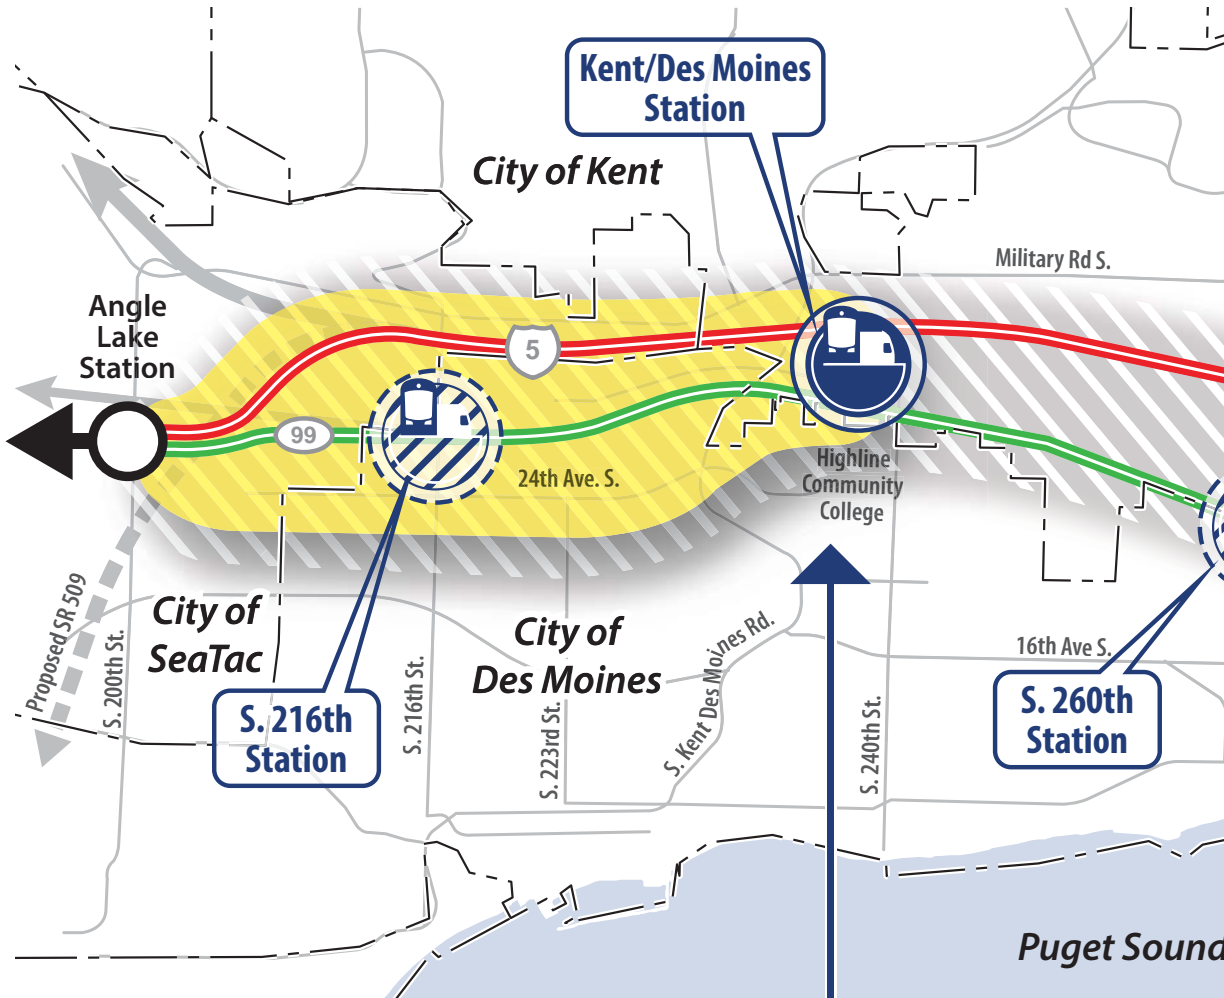 Kent/Des Moines
Station
City of Kent
Military Rd S.
Angle
Lake
Station
5
99
24th Ave. S.
Highline
Community
College
Proposed SR 509
S. 200th St.
City of
SeaTac
City of
Des Moines
S. Kent Des Moines Rd.
16th Ave S.
S. 216th
Station
S. 216th St.
S. 223rd St.
S. 240th St.
S. 260th
Station
Puget Sound